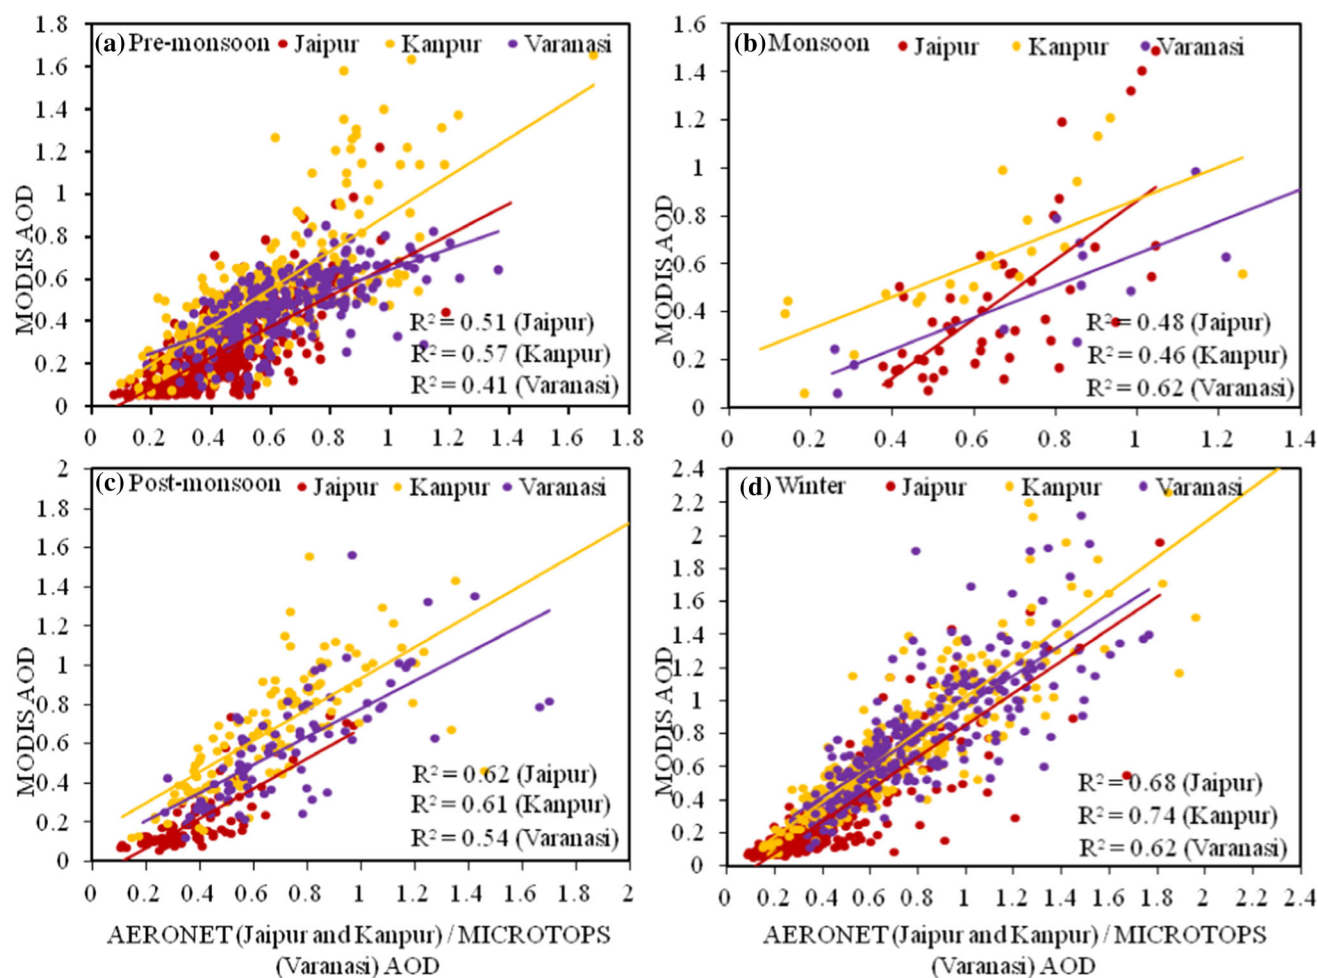 (a) Pre-monsoon Jaipur Kanpur Varanasi
1.8
1.6
1.4
1.2
1
0.8
0.6
0.4
0.2
0
MODIS AOD
R² = 0.51 (Jaipur)
R² = 0.57 (Kanpur)
R² = 0.41 (Varanasi)
0 0.2 0.4 0.6 0.8 1 1.2 1.4 1.6 1.8
(b) Monsoon Jaipur Kanpur Varanasi
1.6
1.4
1.2
1
0.8
0.6
0.4
0.2
0
MODIS AOD
R² = 0.48 (Jaipur)
R² = 0.46 (Kanpur)
R² = 0.62 (Varanasi)
0 0.2 0.4 0.6 0.8 1 1.2 1.4
(c) Post-monsoon Jaipur Kanpur Varanasi
2
1.8
1.6
1.4
1.2
1
0.8
0.6
0.4
0.2
0
MODIS AOD
R² = 0.62 (Jaipur)
R² = 0.61 (Kanpur)
R² = 0.54 (Varanasi)
0 0.2 0.4 0.6 0.8 1 1.2 1.4 1.6 1.8 2
AERONET (Jaipur and Kanpur) / MICROTOPS
(Varanasi) AOD
(d) Winter Jaipur Kanpur Varanasi
2.4
2.2
2
1.8
1.6
1.4
1.2
1
0.8
0.6
0.4
0.2
0
MODIS AOD
R² = 0.68 (Jaipur)
R² = 0.74 (Kanpur)
R² = 0.62 (Varanasi)
0 0.2 0.4 0.6 0.8 1 1.2 1.4 1.6 1.8 2 2.2 2.4
AERONET (Jaipur and Kanpur) / MICROTOPS
(Varanasi) AOD